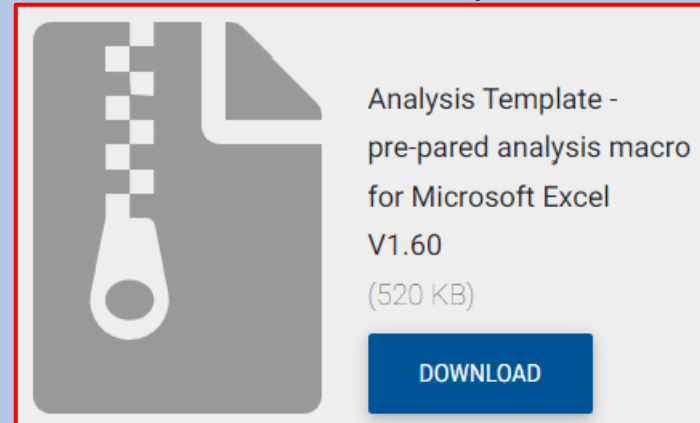 Analysis Template -
pre-pared analysis macro
for Microsoft Excel
V1.60
(520 KB)
DOWNLOAD